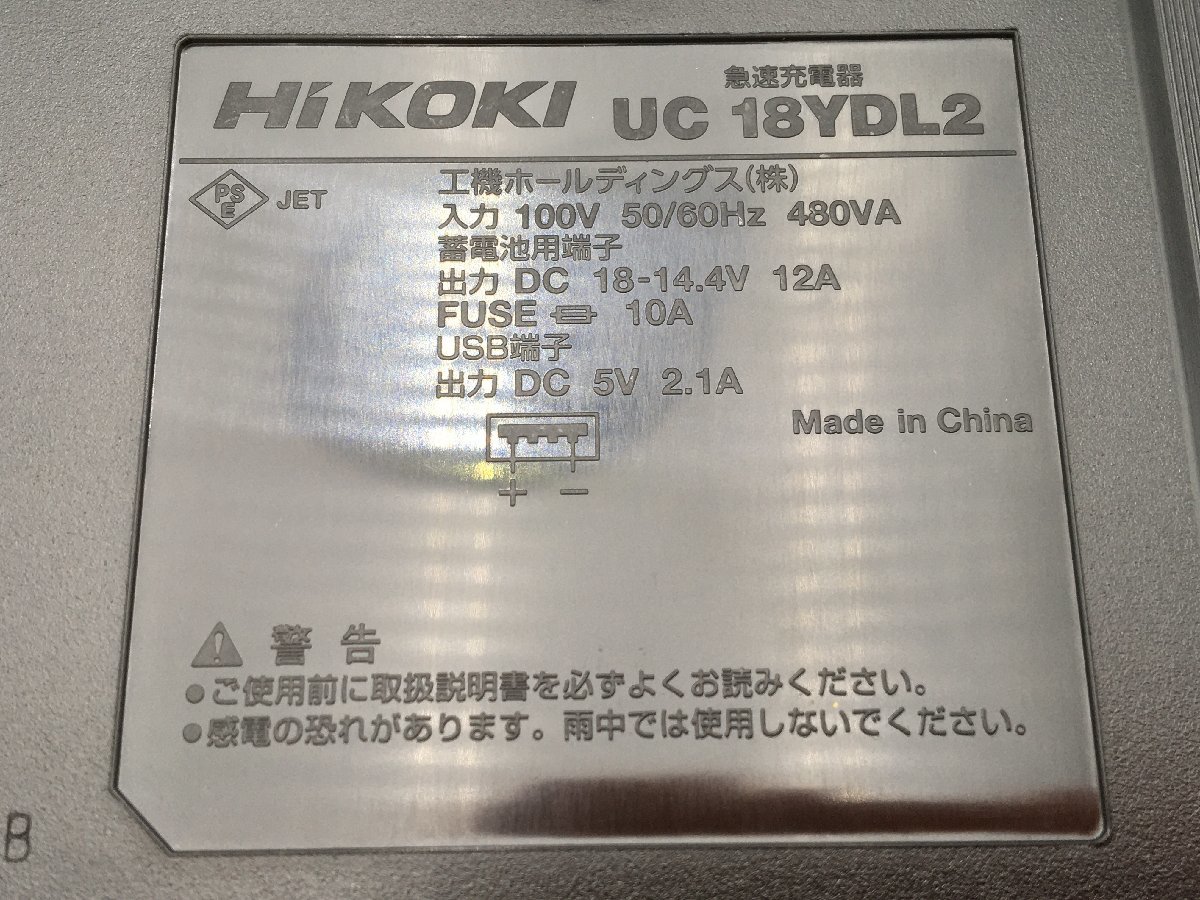 HiKOKI
急速充電器
UC 18YDL2
PSE JET
工機ホールディングス(株)
入力 100V 50/60Hz 480VA
蓄電池用端子
出力 DC 18-14.4V 12A
FUSE 10A
USB端子
出力 DC 5V 2.1A
Made in China
+ −
警告
●ご使用前に取扱説明書を必ずよくお読みください。
●感電の恐れがあります。雨中では使用しないでください。
B